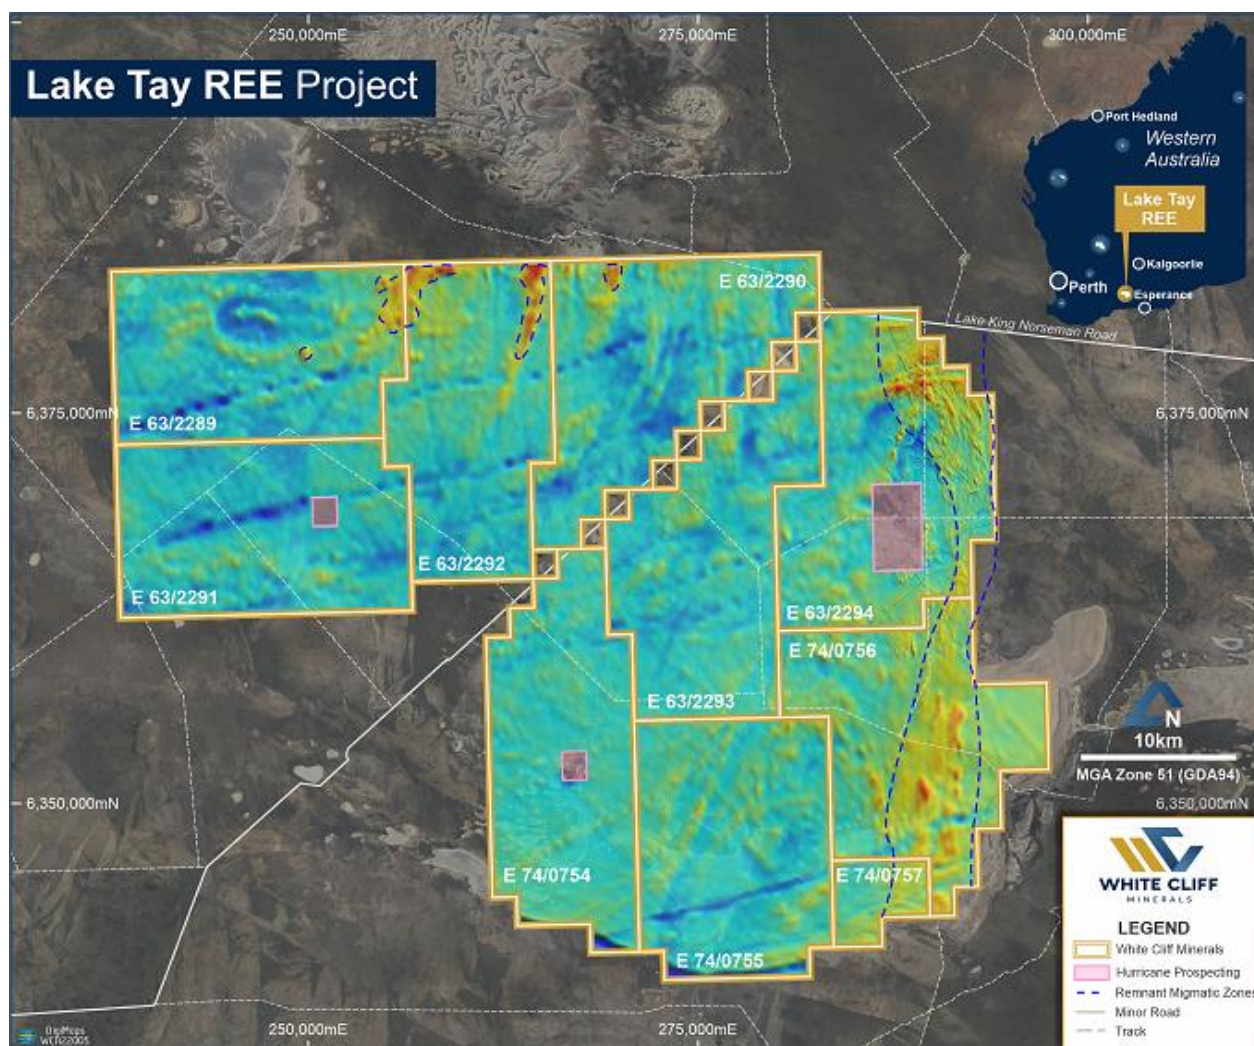 250,000mE
275,000mE
300,000mE
Lake Tay REE Project
Port Hedland
Western
Australia
Lake Tay
REE
Kalgoorlie
Perth
Esperance
E 63/2290
Lake King Norseman Road
6,375,000mN
E 63/2289
6,375,000mN
E 63/2292
E 63/2291
E 63/2294
E 74/0756
E 63/2293
N
10km
MGA Zone 51 (GDA94)
6,350,000mN
6,350,000mN
E 74/0754
E 74/0757
E 74/0755
WHITE CLIFF
MINERALS
LEGEND
White Cliff Minerals
Hurricane Prospecting
Remnant Migmatic Zones
Minor Road
Track
250,000mE
275,000mE
DigMaps
WCN22005